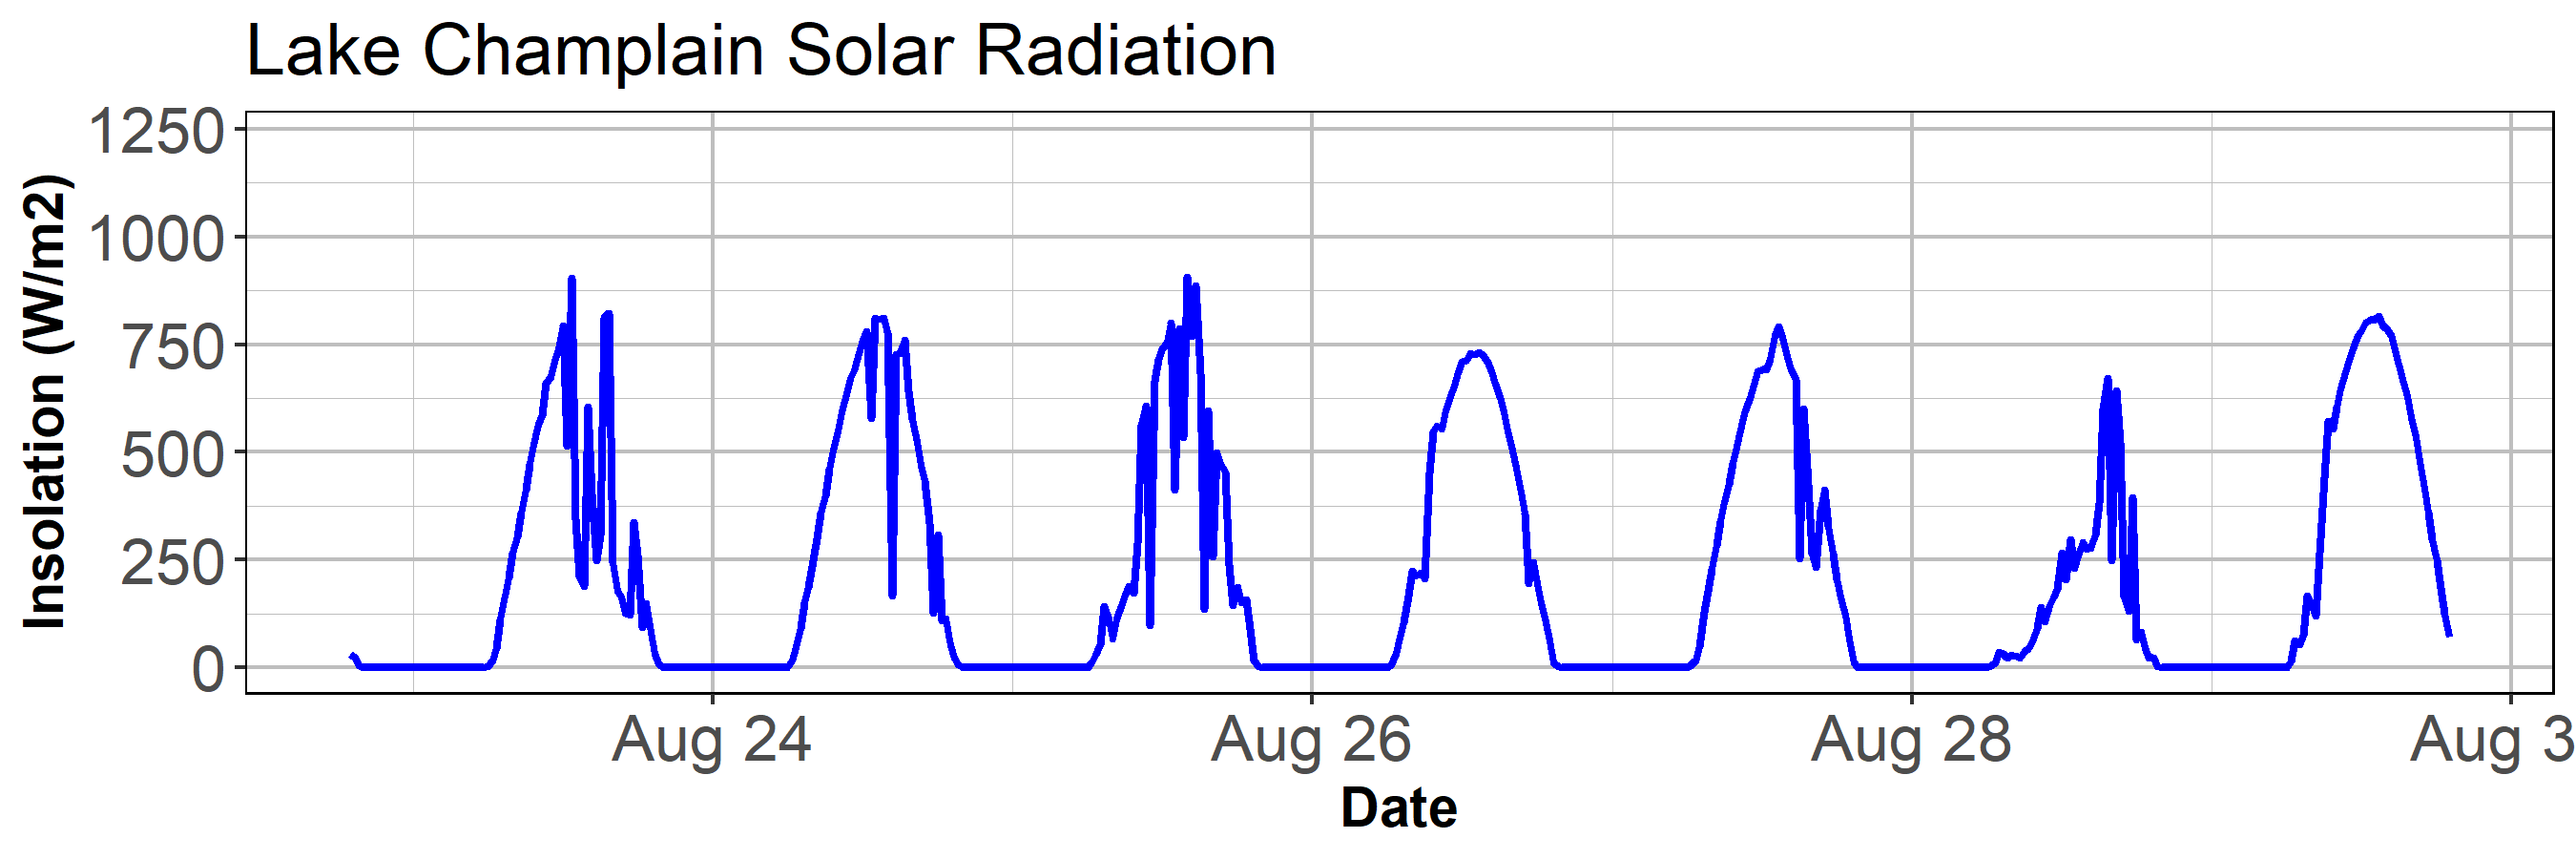 Lake Champlain Solar Radiation
1250
1000
750
500
250
0
Insolation (W/m2)
Aug 24 Aug 26 Aug 28 Aug 3
Date